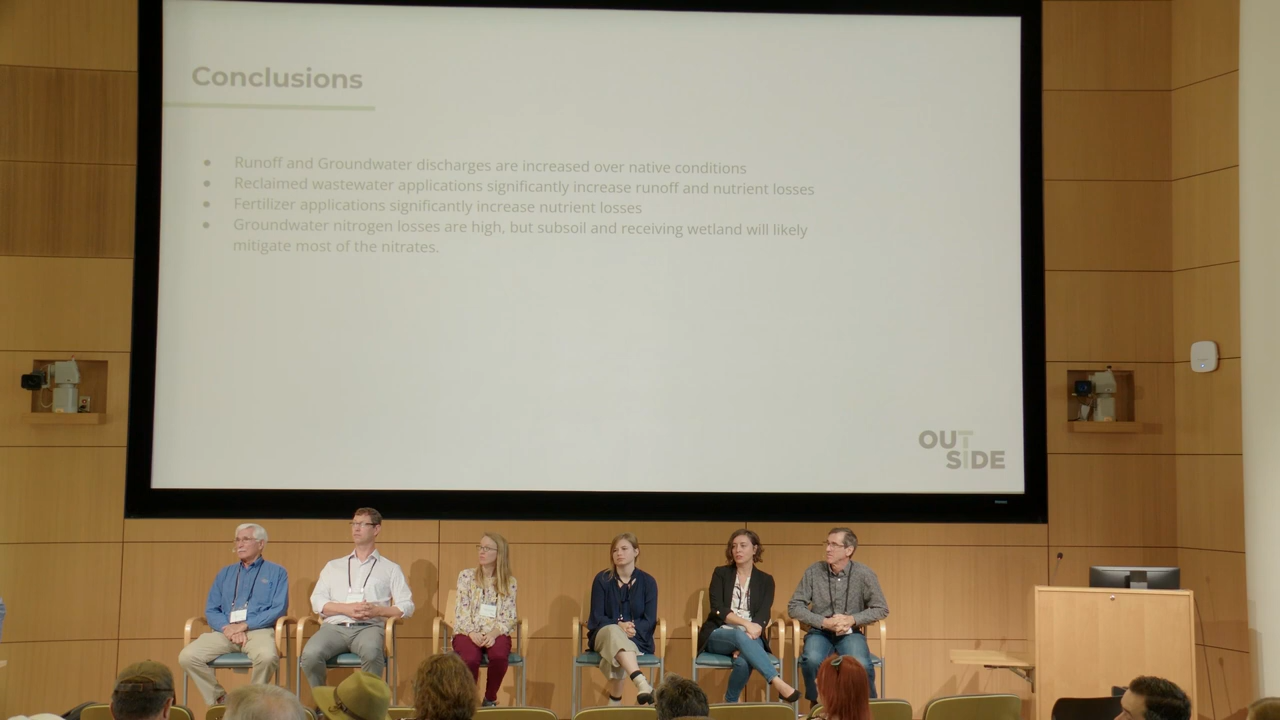 Conclusions
Runoff and Groundwater discharges are increased over native conditions
Reclaimed wastewater applications significantly increase runoff and nutrient losses
Fertilizer applications significantly increase nutrient losses
Groundwater nitrogen losses are high, but subsoil and receiving wetland will likely
mitigate most of the nitrates.
OUT
SIDE